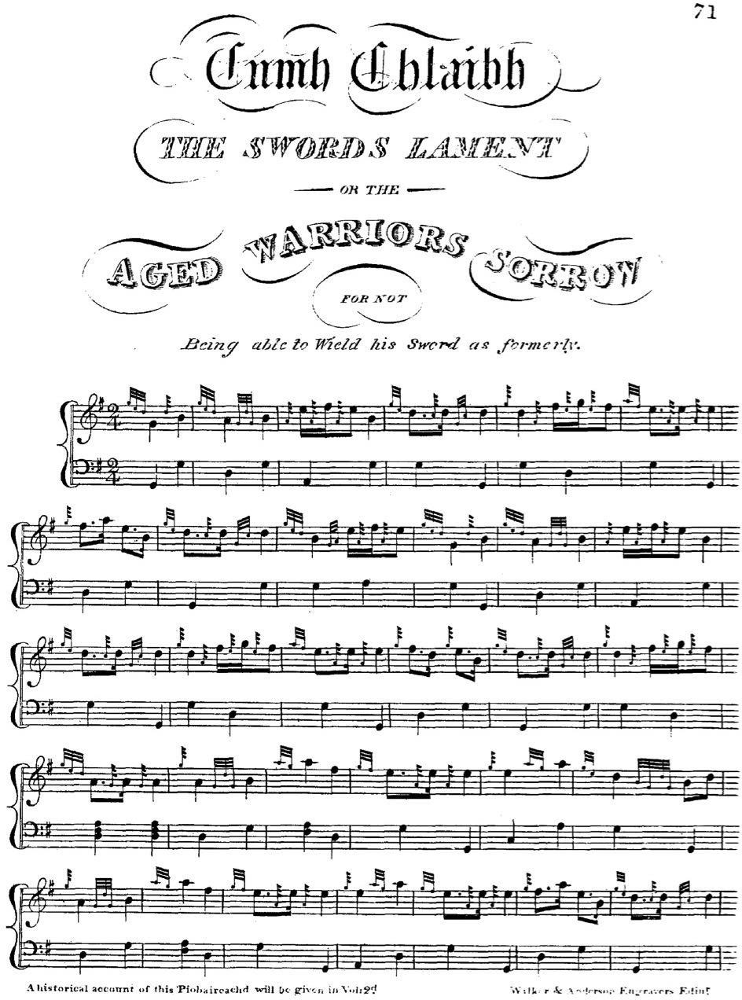 71
Cumh Chlaibh
THE SWORDS LAMENT
OR THE
AGED WARRIORS SORROW
FOR NOT
Being able to Wield his Sword as formerly.
A historical account of this Piobaireachd will be given in Vol: 2d
Walker & Anderson Engravers Edinr